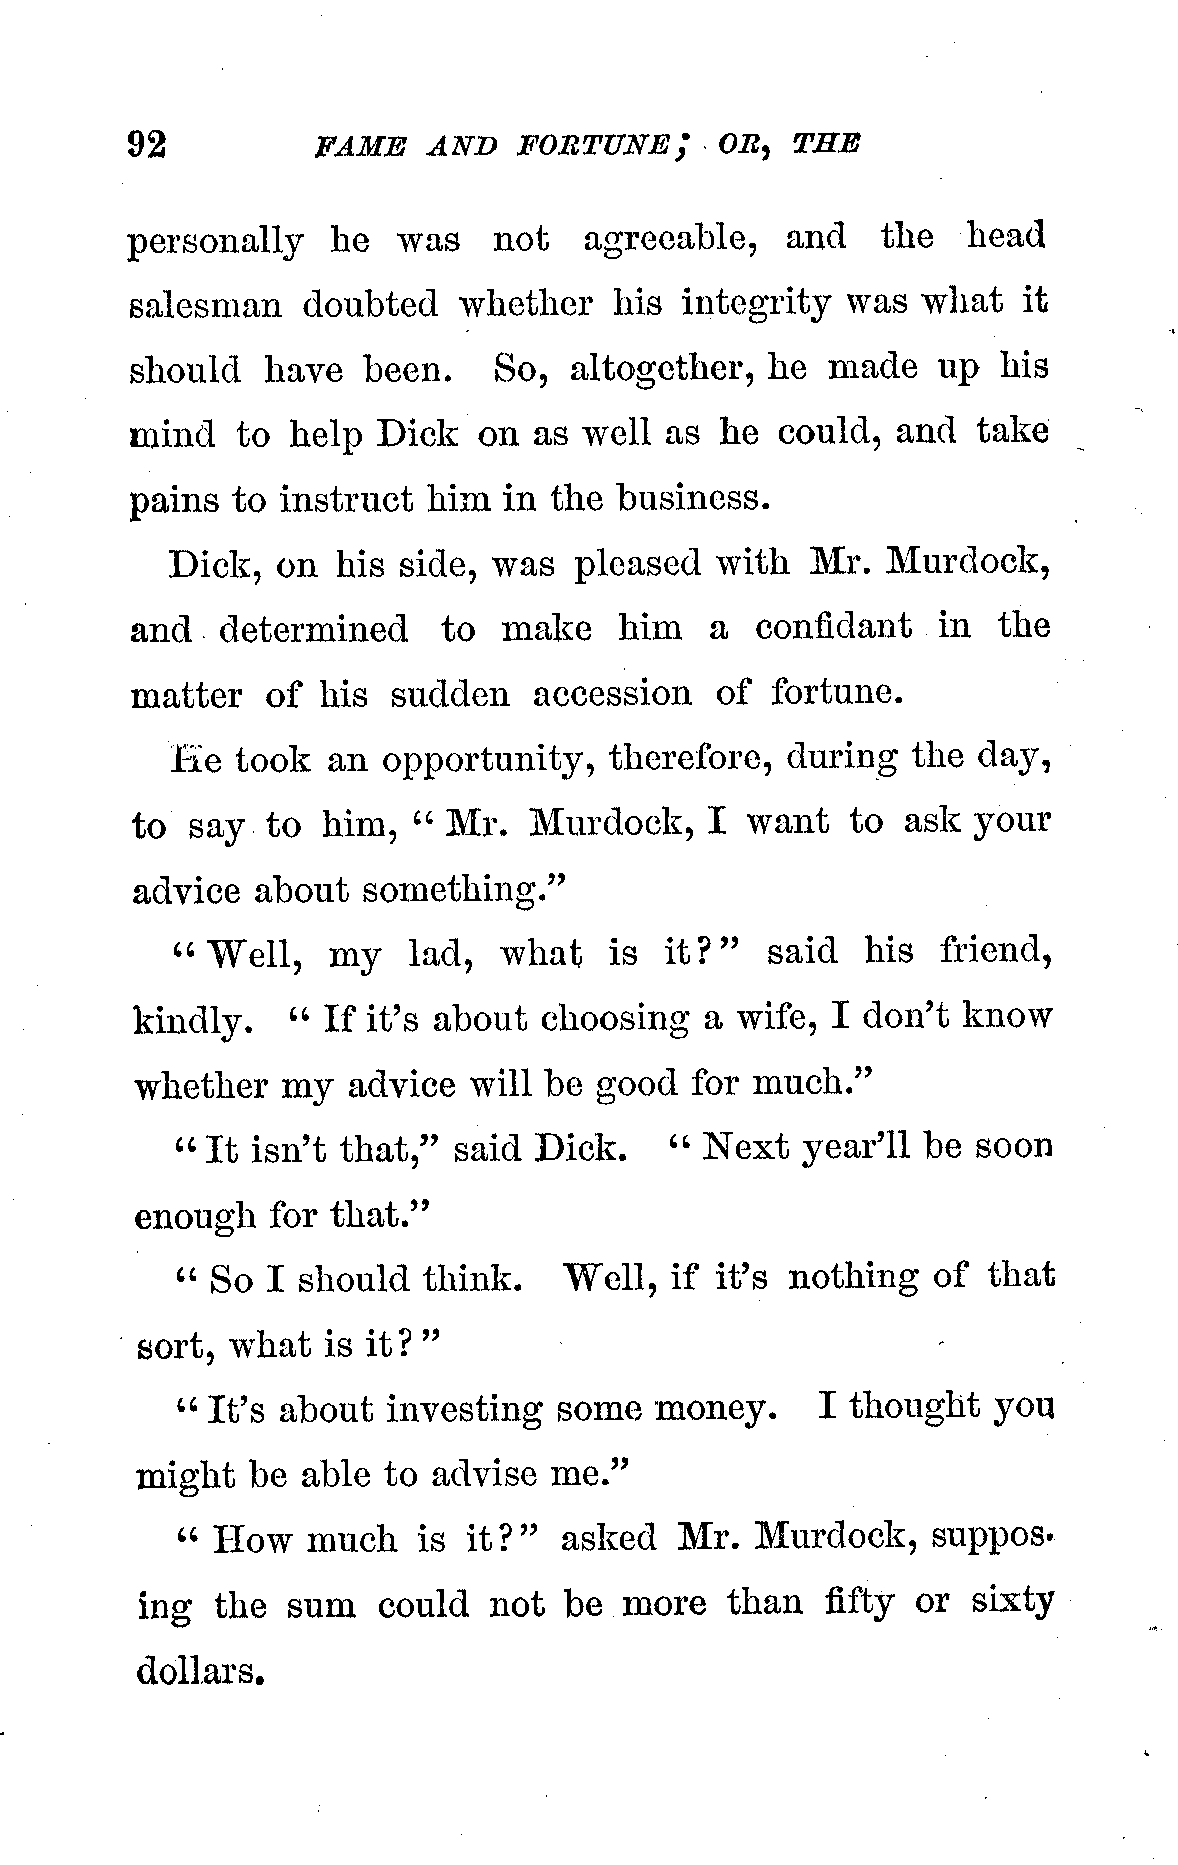 92 FAME AND FORTUNE; OR, THE
personally he was not agreeable, and the head
salesman doubted whether his integrity was what it
should have been. So, altogether, he made up his
mind to help Dick on as well as he could, and take
pains to instruct him in the business.
Dick, on his side, was pleased with Mr. Murdock,
and determined to make him a confidant in the
matter of his sudden accession of fortune.
He took an opportunity, therefore, during the day,
to say to him, “ Mr. Murdock, I want to ask your
advice about something.”
“ Well, my lad, what is it? ” said his friend,
kindly. “ If it’s about choosing a wife, I don’t know
whether my advice will be good for much.”
“ It isn’t that,” said Dick. “ Next year’ll be soon
enough for that.”
“ So I should think. Well, if it’s nothing of that
sort, what is it? ”
“ It’s about investing some money. I thought you
might be able to advise me.”
“ How much is it? ” asked Mr. Murdock, suppos-
ing the sum could not be more than fifty or sixty
dollars.